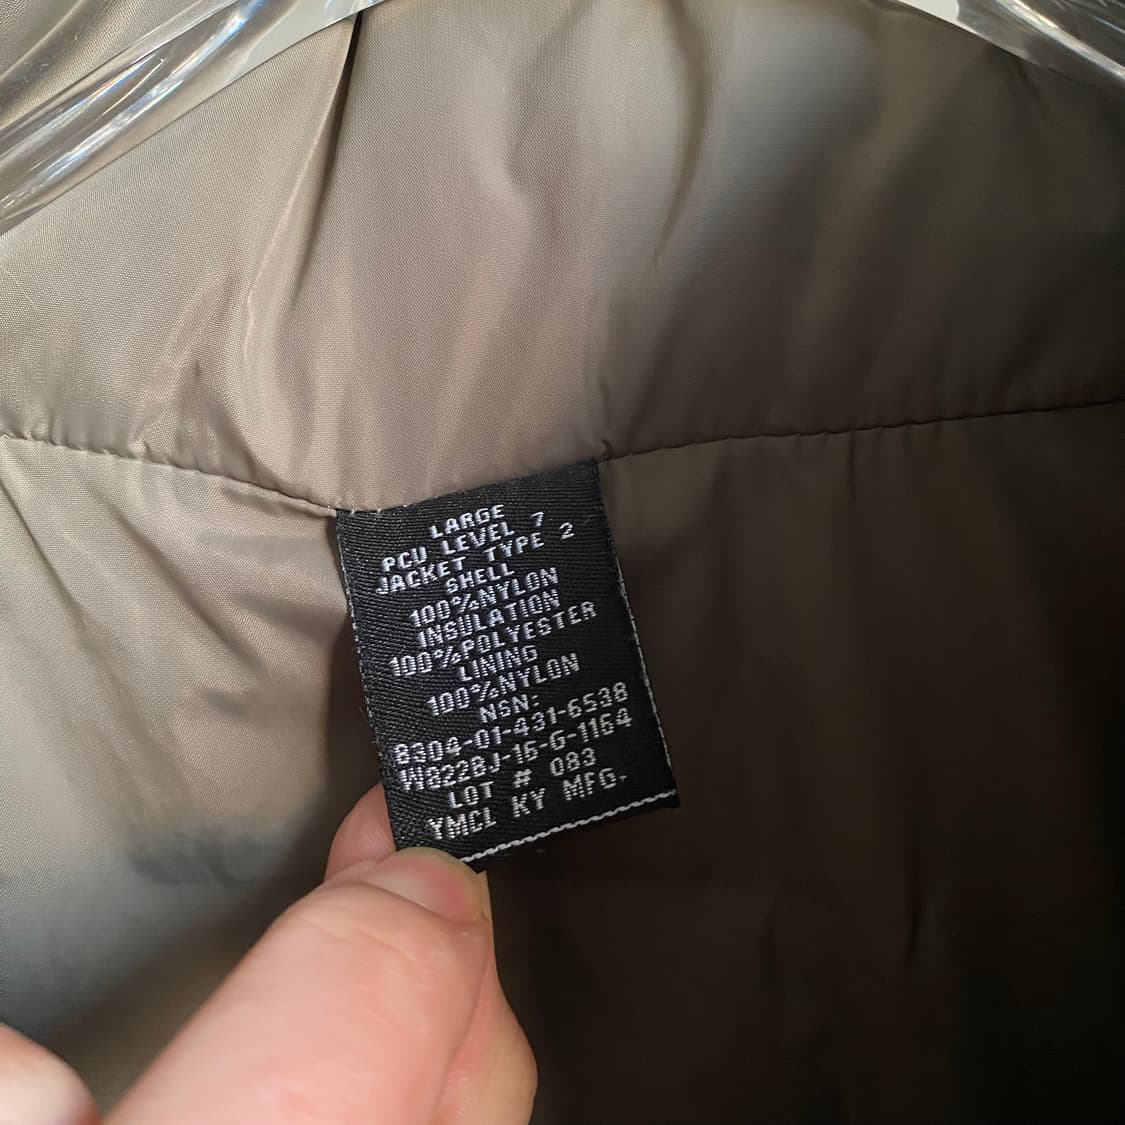 LARGE
PCU LEVEL 7
JACKET TYPE 2
SHELL
100%NYLON
INSULATION
100%POLYESTER
LINING
100%NYLON
NSN:
8304-01-431-6538
W8228J-15-G-1164
LOT # 083
YMCL KY MFG.